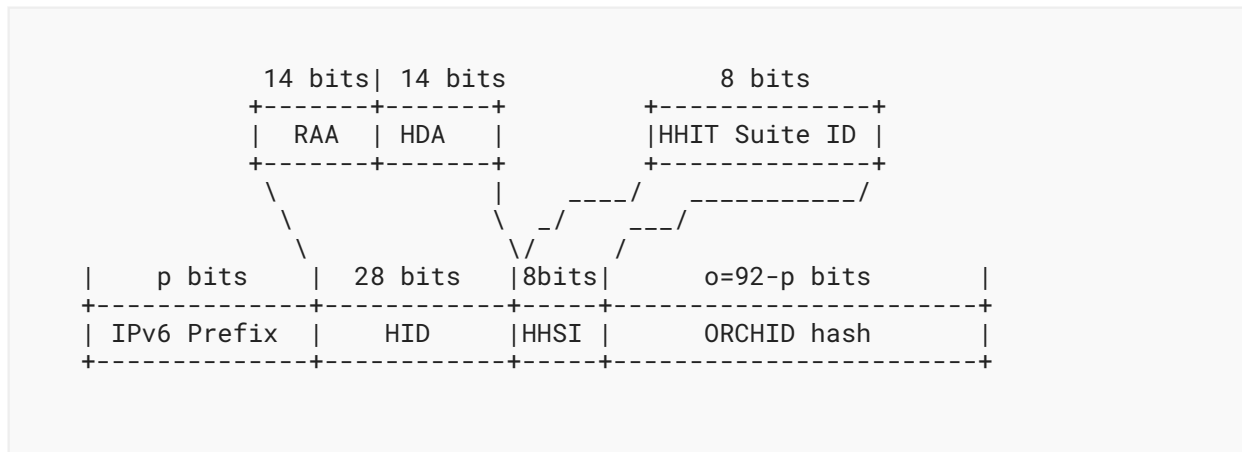 14 bits| 14 bits            8 bits
+-------+-------+         +--------------+
|  RAA  | HDA   |         |HHIT Suite ID |
+-------+-------+         +--------------+
\               |    ____/   ___________/
\              \  _/    ___/
\              \/     /
|    p bits    |  28 bits   |8bits|      o=92-p bits       |
+--------------+------------+-----+------------------------+
| IPv6 Prefix  |    HID     |HHSI |      ORCHID hash       |
+--------------+------------+-----+------------------------+